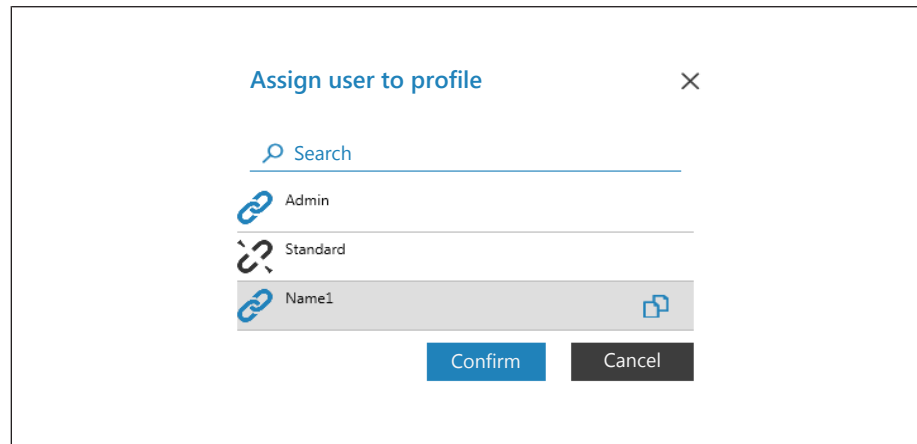 Assign user to profile
Search
Admin
Standard
Name1
Confirm Cancel